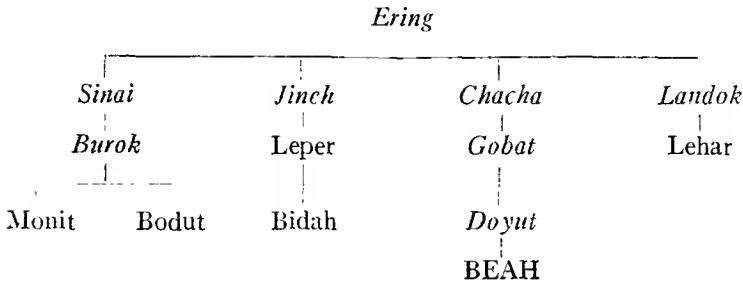 Ering
Sinai Jinch Chacha Landok
Burok Leper Gobat Lehar
Monit Bodut Bidah Doyut
BEAH